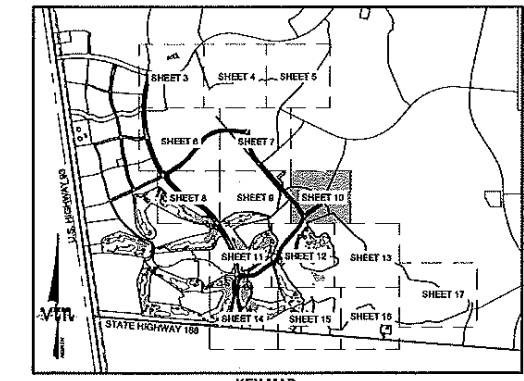 SHEET 3
SHEET 4
SHEET 5
SHEET 6
SHEET 7
SHEET 8
SHEET 9
SHEET 10
SHEET 11
SHEET 12
SHEET 13
SHEET 17
SHEET 14
SHEET 15
SHEET 16
U.S. HIGHWAY 93
STATE HIGHWAY 168
KEY MAP